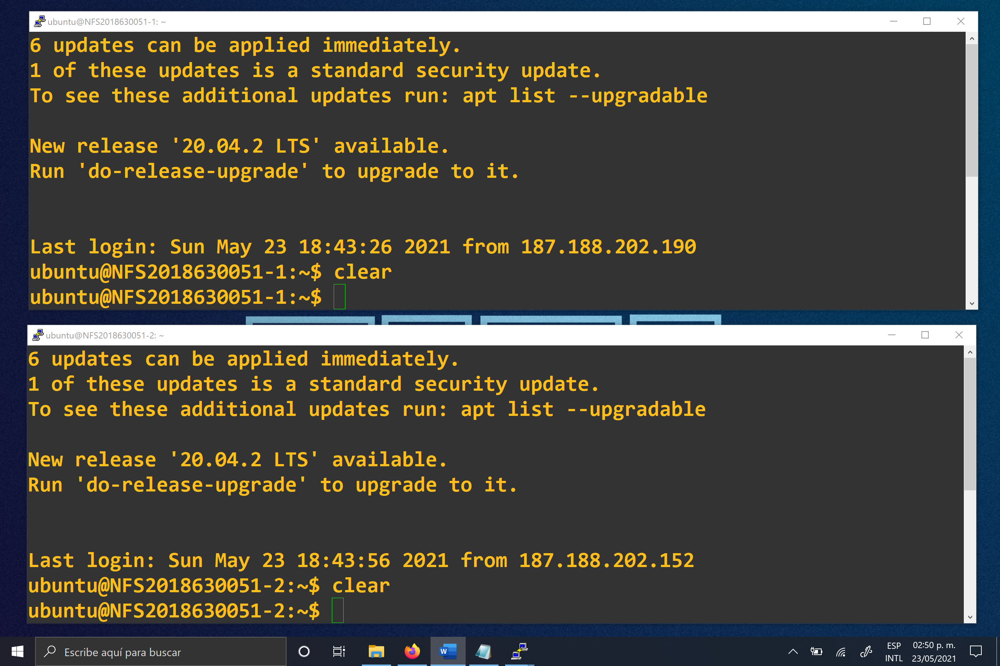 ubuntu@NFS2018630051-1: ~
6 updates can be applied immediately.
1 of these updates is a standard security update.
To see these additional updates run: apt list --upgradable
New release '20.04.2 LTS' available.
Run 'do-release-upgrade' to upgrade to it.
Last login: Sun May 23 18:43:26 2021 from 187.188.202.190
ubuntu@NFS2018630051-1:~$ clear
ubuntu@NFS2018630051-1:~$
ubuntu@NFS2018630051-2: ~
6 updates can be applied immediately.
1 of these updates is a standard security update.
To see these additional updates run: apt list --upgradable
New release '20.04.2 LTS' available.
Run 'do-release-upgrade' to upgrade to it.
Last login: Sun May 23 18:43:56 2021 from 187.188.202.152
ubuntu@NFS2018630051-2:~$ clear
ubuntu@NFS2018630051-2:~$
Escribe aquí para buscar
W
ESP
INTL
02:50 p. m.
23/05/2021